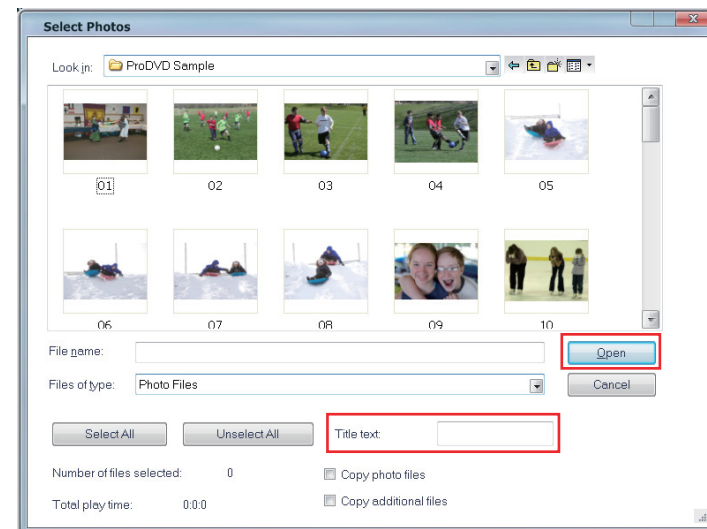 Select Photos
Look in: ProDVD Sample
01 02 03 04 05
06 07 08 09 10
File name: Open
Files of type: Photo Files Cancel
Select All Unselect All Title text:
Number of files selected: 0 Copy photo files
Total play time: 0:0:0 Copy additional files